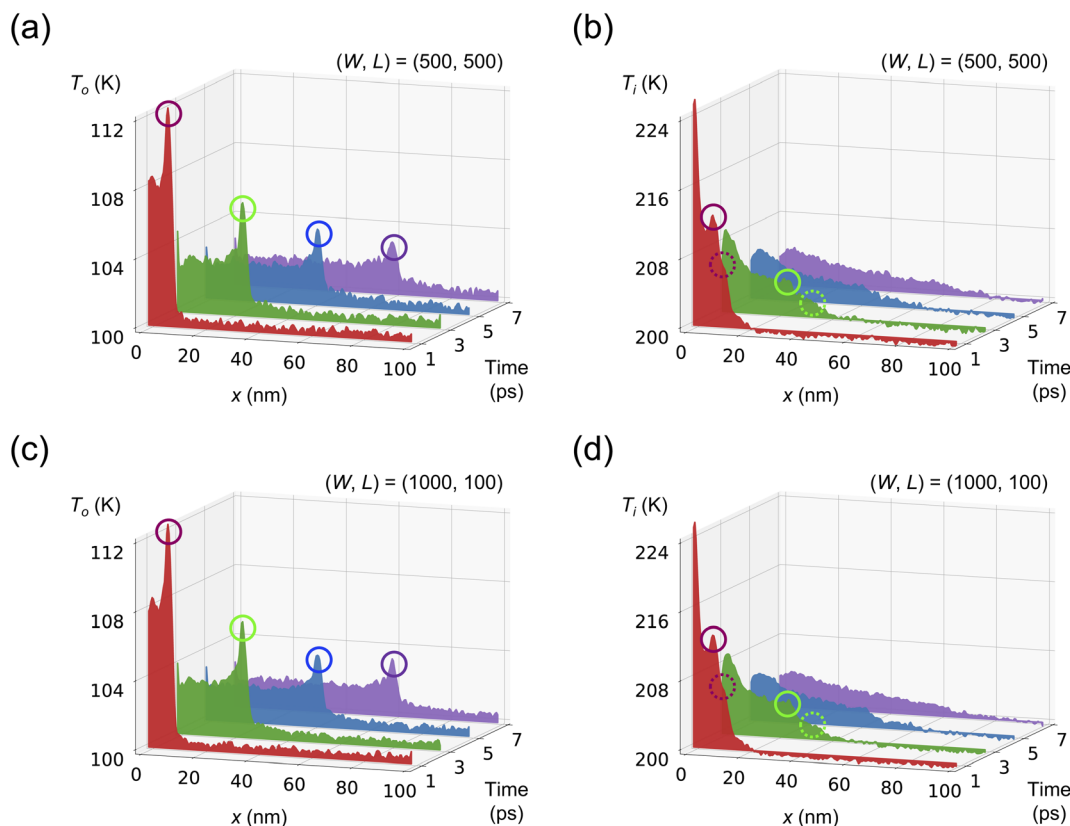 (a)
(W, L) = (500, 500)
T_o (K)
112
108
104
100
0 20 40 60 80 100
x (nm)
1 3 5 7
Time
(ps)
(b)
(W, L) = (500, 500)
T_i (K)
224
216
208
200
0 20 40 60 80 100
x (nm)
1 3 5 7
Time
(ps)
(c)
(W, L) = (1000, 100)
T_o (K)
112
108
104
100
0 20 40 60 80 100
x (nm)
1 3 5 7
Time
(ps)
(d)
(W, L) = (1000, 100)
T_i (K)
224
216
208
200
0 20 40 60 80 100
x (nm)
1 3 5 7
Time
(ps)